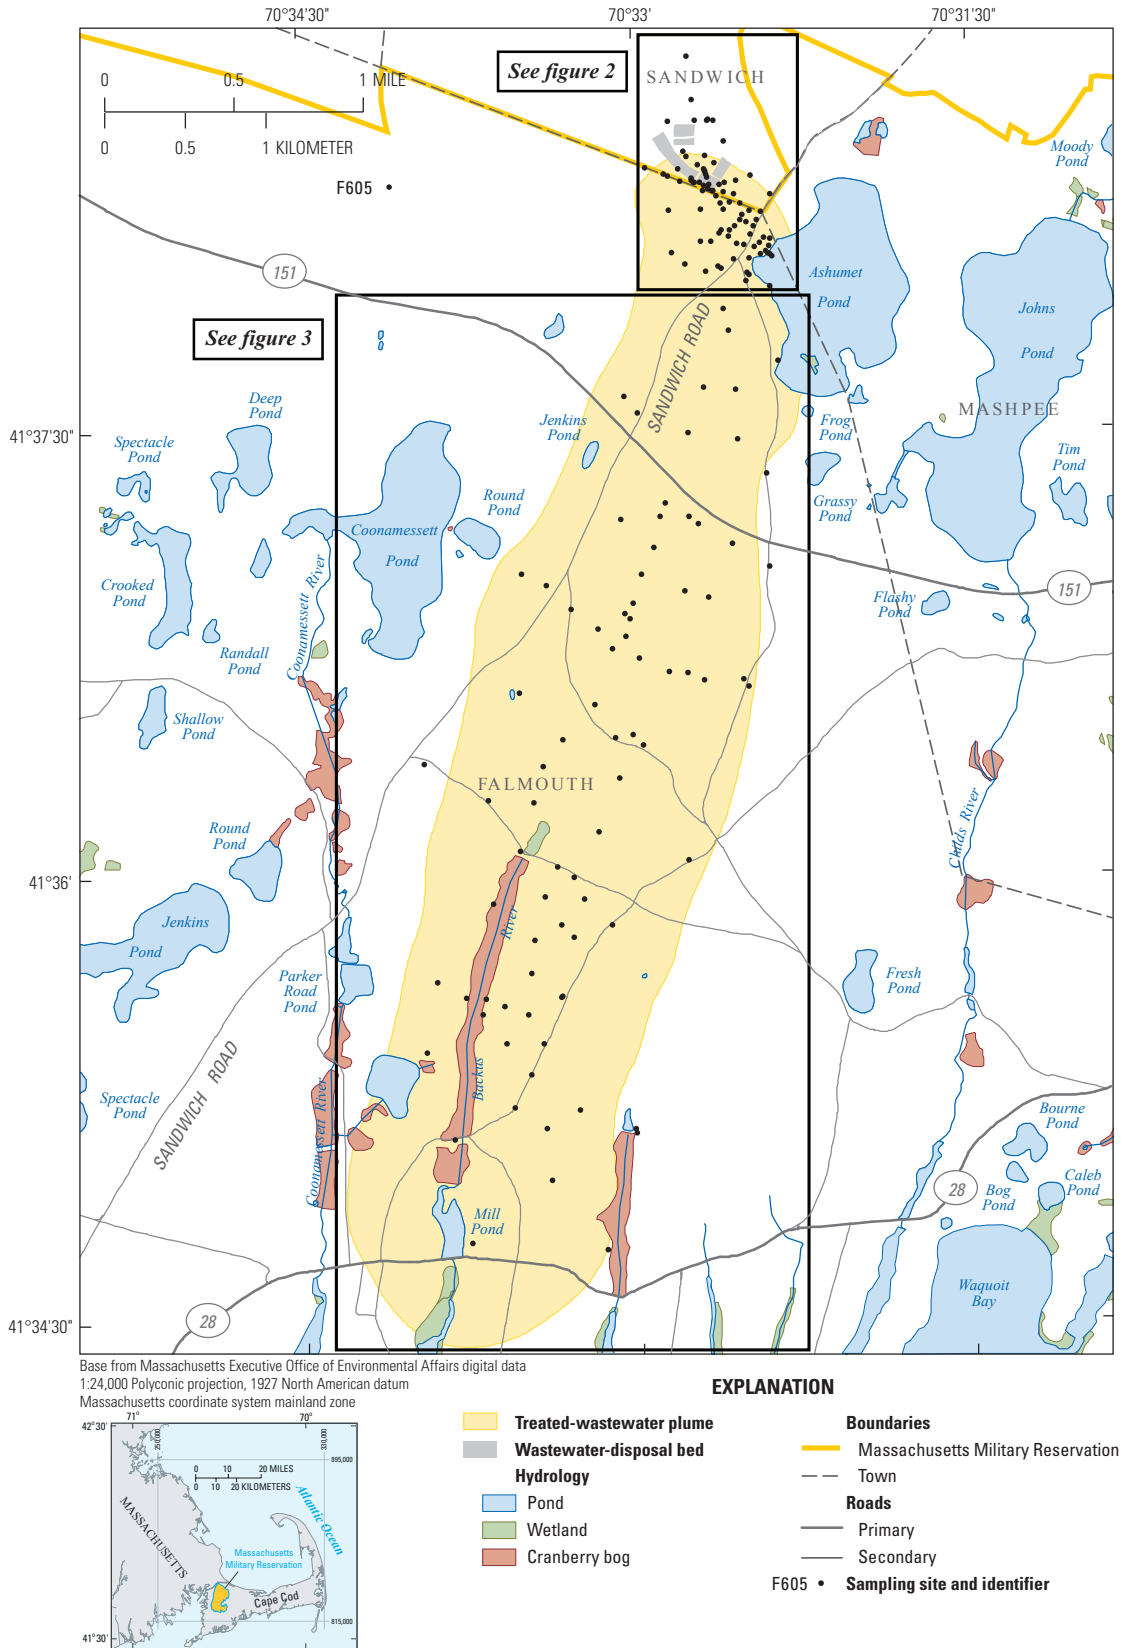 70°34'30"
70°33'
70°31'30"
See figure 2
SANDWICH
0
0.5
1 MILE
0
0.5
1 KILOMETER
F605
Moody
Pond
151
Ashumet
Pond
Johns
Pond
See figure 3
SANDWICH ROAD
MASHPEE
Deep
Pond
Jenkins
Pond
Frog
Pond
41°37'30"
Spectacle
Pond
Tim
Pond
Round
Pond
Grassy
Pond
Coonamessett
Pond
Crooked
Pond
Coonamessett River
Flashy
Pond
151
Randall
Pond
Shallow
Pond
FALMOUTH
Round
Pond
Childs River
41°36'
Jenkins
Pond
River
Parker
Road
Pond
Fresh
Pond
SANDWICH ROAD
Backus
Spectacle
Pond
Coonamessett River
Bourne
Pond
Caleb
Pond
Bog
Pond
28
Mill
Pond
Waquoit
Bay
28
41°34'30"
Base from Massachusetts Executive Office of Environmental Affairs digital data
1:24,000 Polyconic projection, 1927 North American datum
Massachusetts coordinate system mainland zone
71°
70°
42°30'
250,000
330,000
895,000
0
10
20 MILES
0
10
20 KILOMETERS
Atlantic Ocean
MASSACHUSETTS
Massachusetts
Military Reservation
Cape Cod
815,000
41°30'
EXPLANATION
Treated-wastewater plume
Wastewater-disposal bed
Hydrology
Pond
Wetland
Cranberry bog
Boundaries
Massachusetts Military Reservation
Town
Roads
Primary
Secondary
F605
Sampling site and identifier